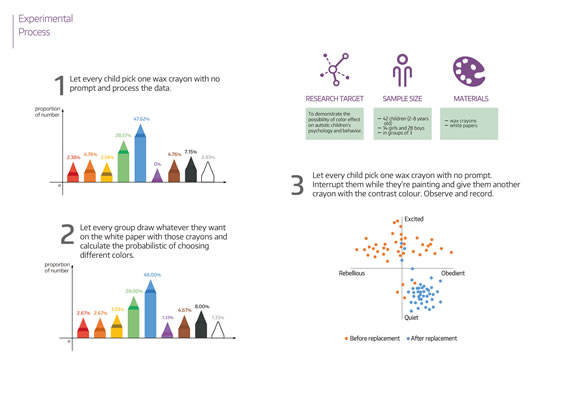 Experimental
Process
1 Let every child pick one wax crayon with no
prompt and process the data.
proportion
of number
2.38%
4.76%
2.38%
28.57%
47.62%
0%
4.76%
7.15%
2.83%
0
2 Let every group draw whatever they want
on the white paper with those crayons and
calculate the probabilistic of choosing
different colors.
proportion
of number
2.67%
2.67%
28.00%
48.00%
1.33%
4.67%
8.00%
1.33%
0
RESEARCH TARGET
To demonstrate the
possibility of color effect
on autistic children's
psychology and behavior.
SAMPLE SIZE
— 42 children (2-6 years
old)
— 14 girls and 28 boys
— in groups of 3
MATERIALS
— wax crayons
— white papers
3 Let every child pick one wax crayon with no prompt.
Interrupt them while they're painting and give them another
crayon with the contrast colour. Observe and record.
Excited
Rebellious
Obedient
Quiet
Before replacement
After replacement